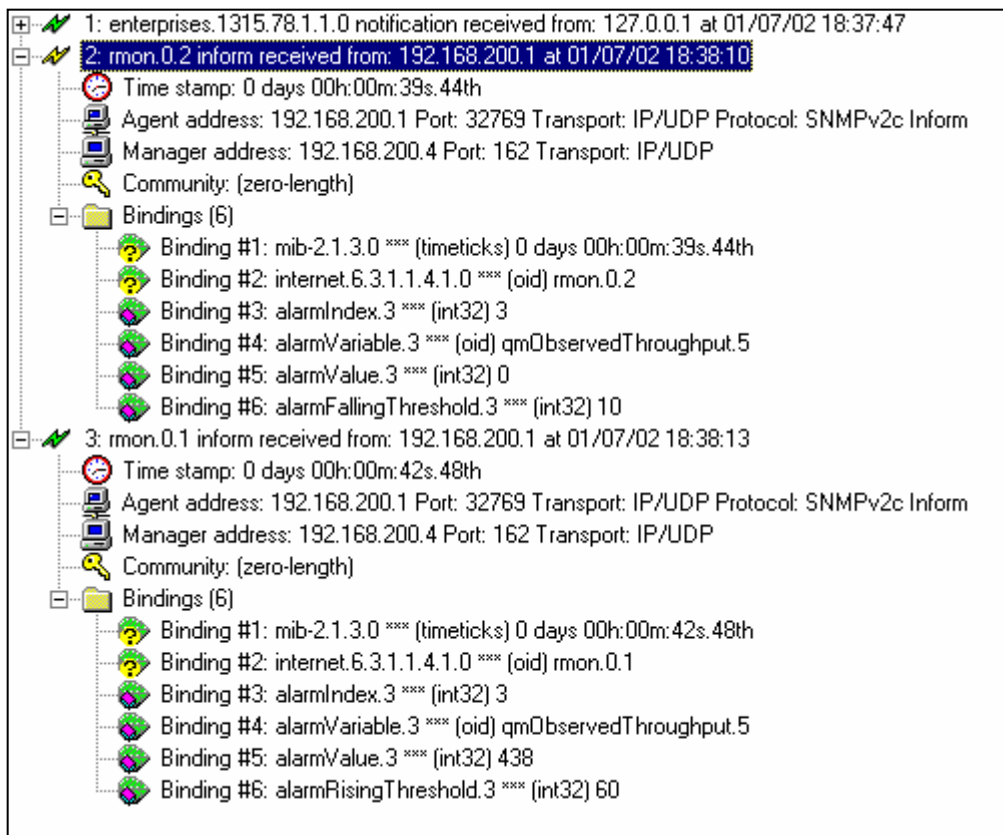 1: enterprises.1315.78.1.1.0 notification received from: 127.0.0.1 at 01/07/02 18:37:47
2: rmon.0.2 inform received from: 192.168.200.1 at 01/07/02 18:38:10
Time stamp: 0 days 00h:00m:39s.44th
Agent address: 192.168.200.1 Port: 32769 Transport: IP/UDP Protocol: SNMPv2c Inform
Manager address: 192.168.200.4 Port: 162 Transport: IP/UDP
Community: (zero-length)
Bindings (6)
Binding #1: mib-2.1.3.0 *** (timeticks) 0 days 00h:00m:39s.44th
Binding #2: internet.6.3.1.1.4.1.0 *** (oid) rmon.0.2
Binding #3: alarmIndex.3 *** (int32) 3
Binding #4: alarmVariable.3 *** (oid) qmObservedThroughput.5
Binding #5: alarmValue.3 *** (int32) 0
Binding #6: alarmFallingThreshold.3 *** (int32) 10
3: rmon.0.1 inform received from: 192.168.200.1 at 01/07/02 18:38:13
Time stamp: 0 days 00h:00m:42s.48th
Agent address: 192.168.200.1 Port: 32769 Transport: IP/UDP Protocol: SNMPv2c Inform
Manager address: 192.168.200.4 Port: 162 Transport: IP/UDP
Community: (zero-length)
Bindings (6)
Binding #1: mib-2.1.3.0 *** (timeticks) 0 days 00h:00m:42s.48th
Binding #2: internet.6.3.1.1.4.1.0 *** (oid) rmon.0.1
Binding #3: alarmIndex.3 *** (int32) 3
Binding #4: alarmVariable.3 *** (oid) qmObservedThroughput.5
Binding #5: alarmValue.3 *** (int32) 438
Binding #6: alarmRisingThreshold.3 *** (int32) 60